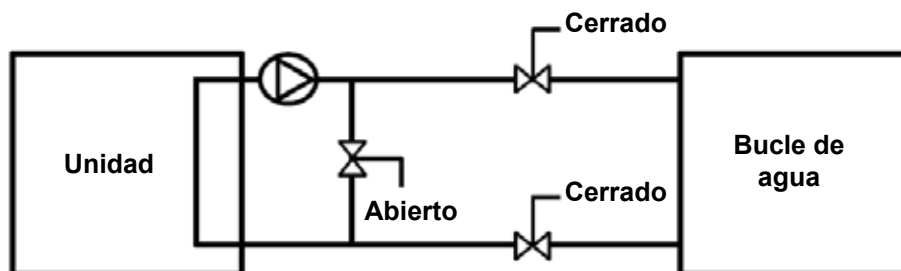 Cerrado
Unidad
Bucle de
agua
Abierto
Cerrado